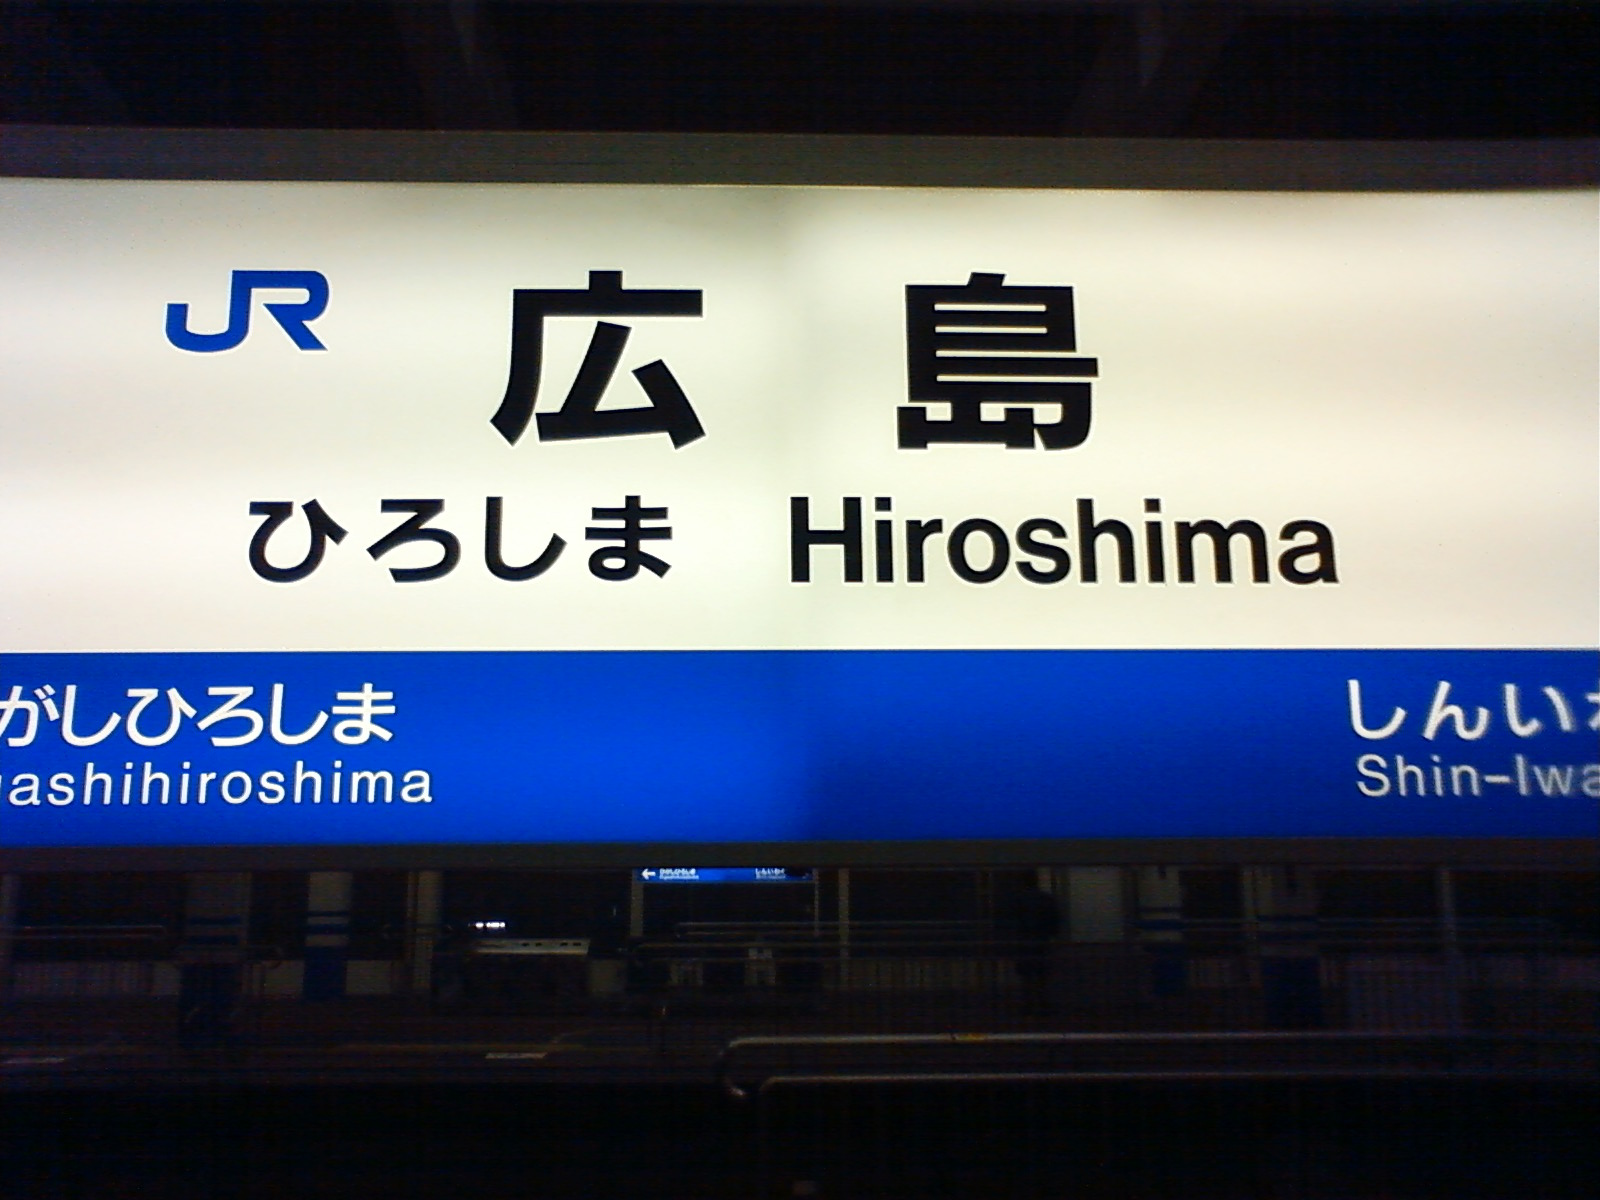 JR 広島
ひろしま Hiroshima
がしひろしま
ashihiroshima
しんい
Shin-Iwa
←